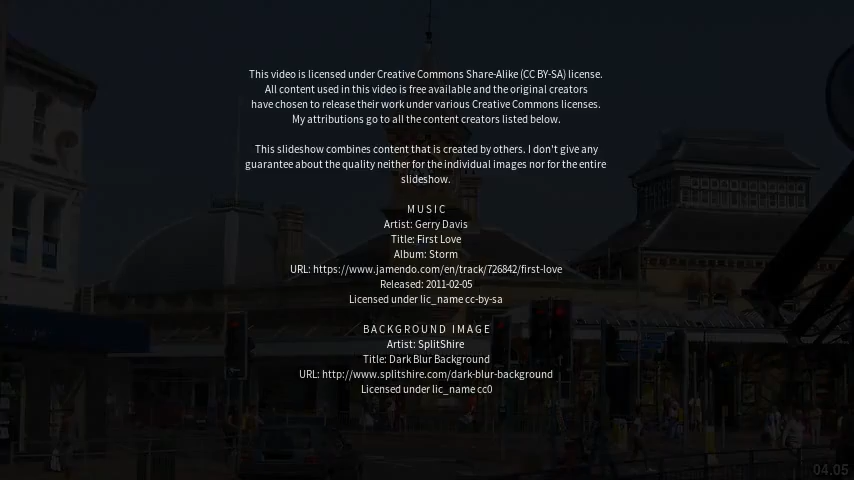 This video is licensed under Creative Commons Share-Alike (CC BY-SA) license.
All content used in this video is free available and the original creators
have chosen to release their work under various Creative Commons licenses.
My attributions go to all the content creators listed below.
This slideshow combines content that is created by others. I don't give any
guarantee about the quality neither for the individual images nor for the entire
slideshow.
MUSIC
Artist: Gerry Davis
Title: First Love
Album: Storm
URL: https://www.jamendo.com/en/track/726842/first-love
Released: 2011-02-05
Licensed under lic_name cc-by-sa
BACKGROUND IMAGE
Artist: SplitShire
Title: Dark Blur Background
URL: http://www.splitshire.com/dark-blur-background
Licensed under lic_name cc0
04.05